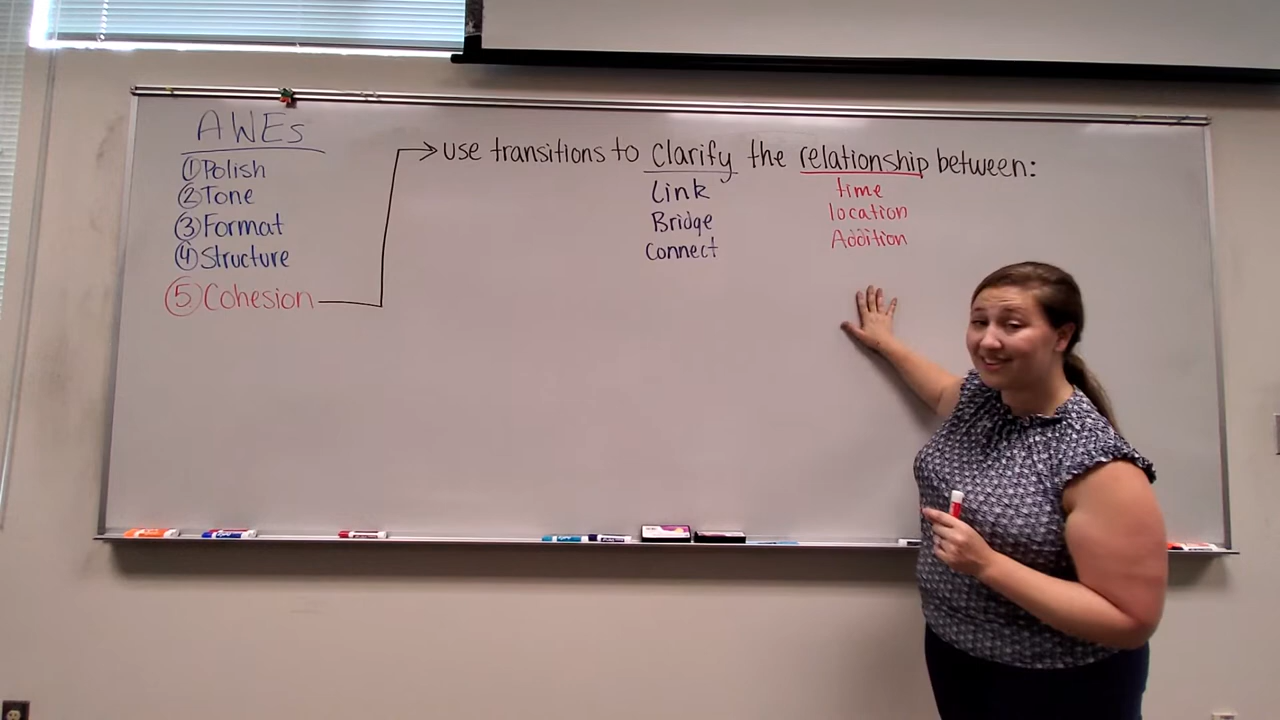 AWEs
①Polish
②Tone
③Format
④Structure
⑤Cohesion
use transitions to clarify the relationship between:
Link
Bridge
Connect
time
location
Addition